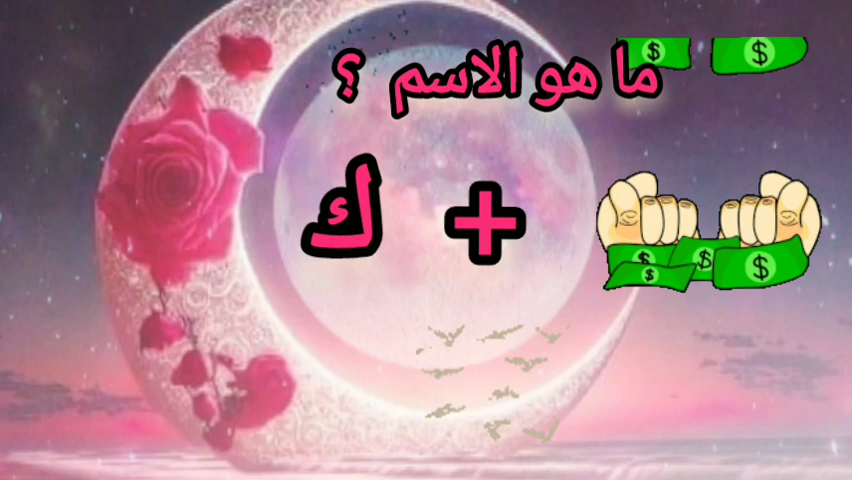 ما هو الاسم ؟
+ ك
$ $
$ $ $ $